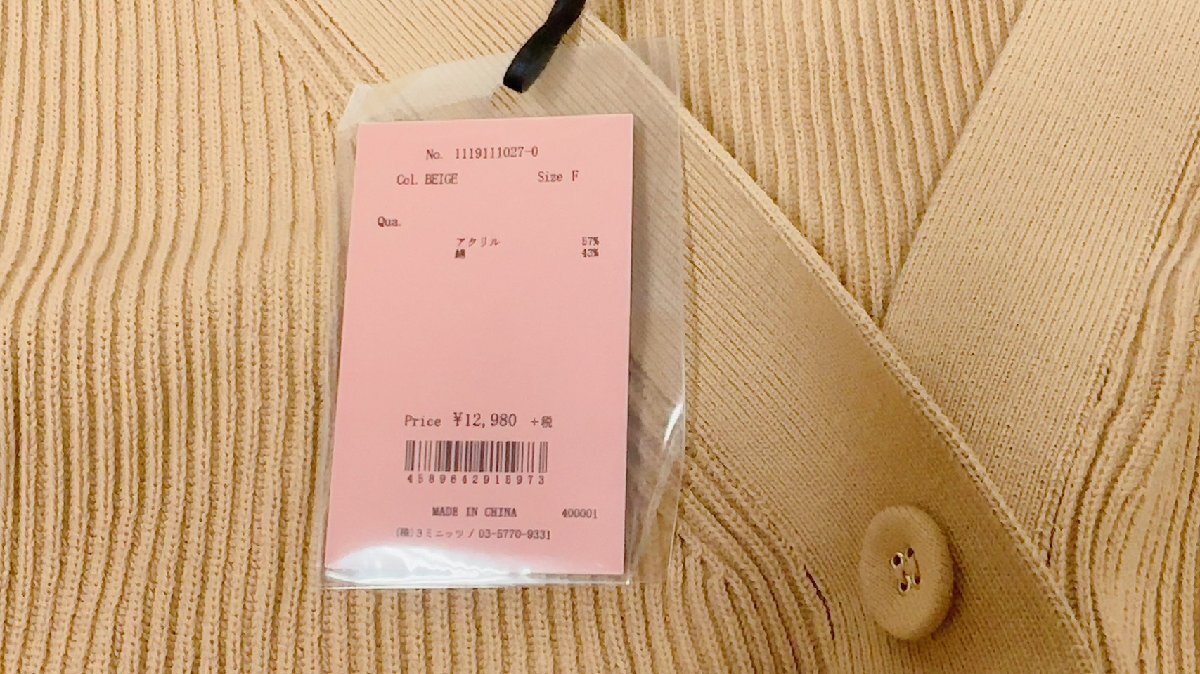 No. 1119111027-0
Col. BEIGE Size F
Qua.
アクリル 57%
綿 43%
Price ¥12,980 +税
MADE IN CHINA 400001
(株)3ミニッツ / 03-5770-9331